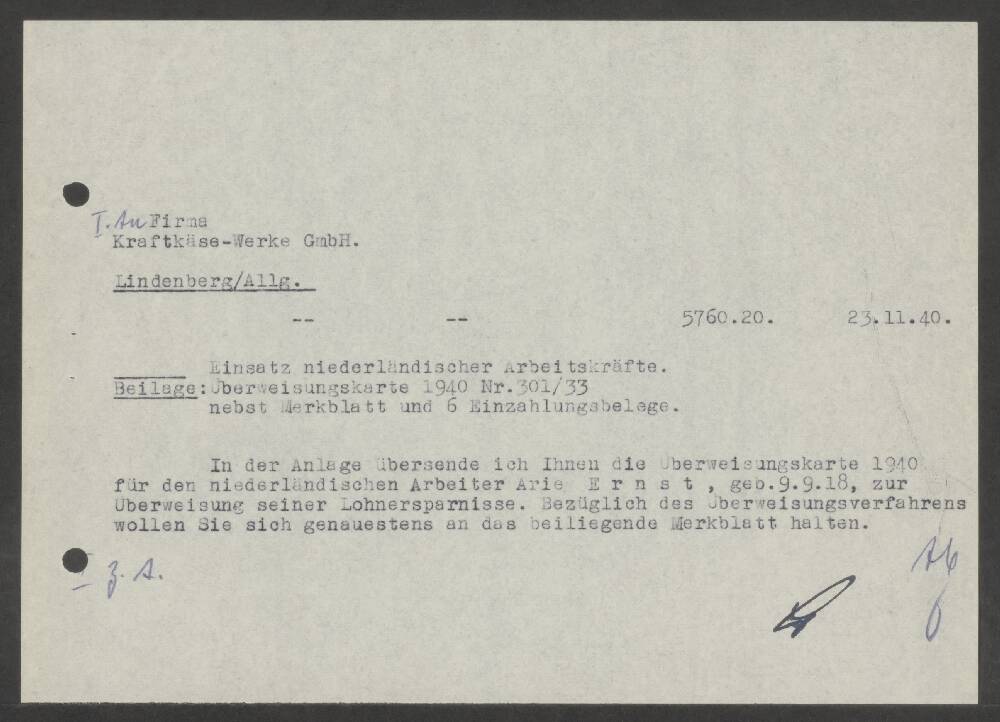 I. An Firma
Kraftkäse-Werke GmbH.
Lindenberg/Allg.
-- -- 5760.20. 23.11.40.
Einsatz niederländischer Arbeitskräfte.
Beilage: Überweisungskarte 1940 Nr.301/33
nebst Merkblatt und 6 Einzahlungsbelege.
In der Anlage übersende ich Ihnen die Überweisungskarte 1940
für den niederländischen Arbeiter Arie E r n s t , geb.9.9.18, zur
Überweisung seiner Lohnersparnisse. Bezüglich des Überweisungsverfahrens
wollen Sie sich genauestens an das beiliegende Merkblatt halten.
z. A.